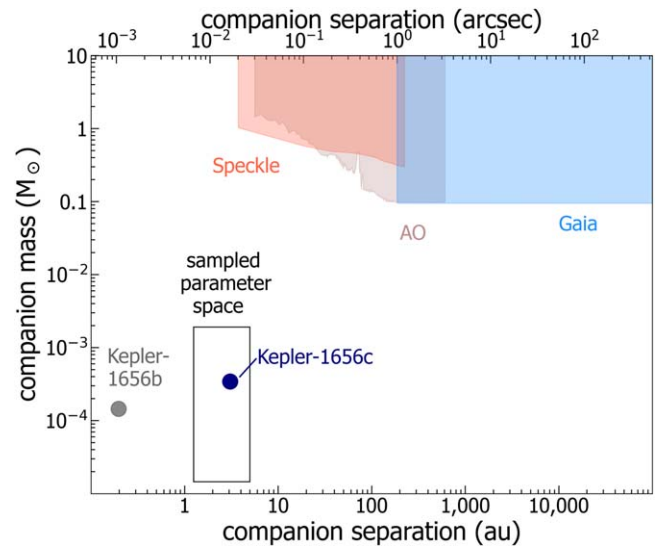 companion separation (arcsec)
10⁻³ 10⁻² 10⁻¹ 10⁰ 10¹ 10²
companion mass (M⊙)
10
1
0.1
10⁻²
10⁻³
10⁻⁴
Speckle
AO
Gaia
sampled
parameter
space
Kepler-
1656b
Kepler-1656c
1 10 100 1,000 10,000
companion separation (au)